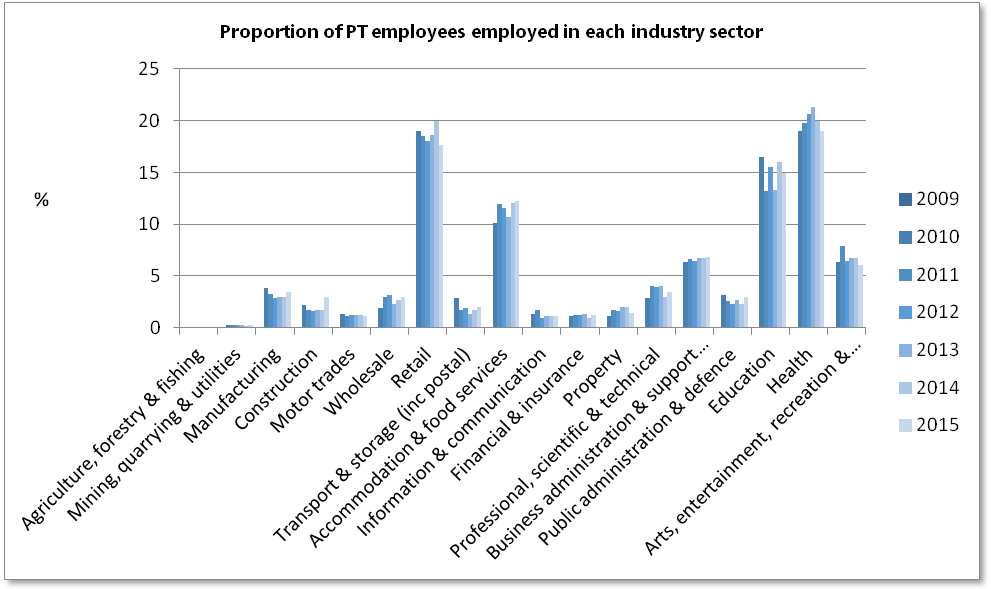 Proportion of PT employees employed in each industry sector
25
20
15
10
5
0
%
Agriculture, forestry & fishing
Mining, quarrying & utilities
Manufacturing
Construction
Motor trades
Wholesale
Retail
Transport & storage (inc postal)
Accommodation & food services
Information & communication
Financial & insurance
Property
Professional, scientific & technical
Business administration & support...
Public administration & defence
Education
Health
Arts, entertainment, recreation &...
2009
2010
2011
2012
2013
2014
2015